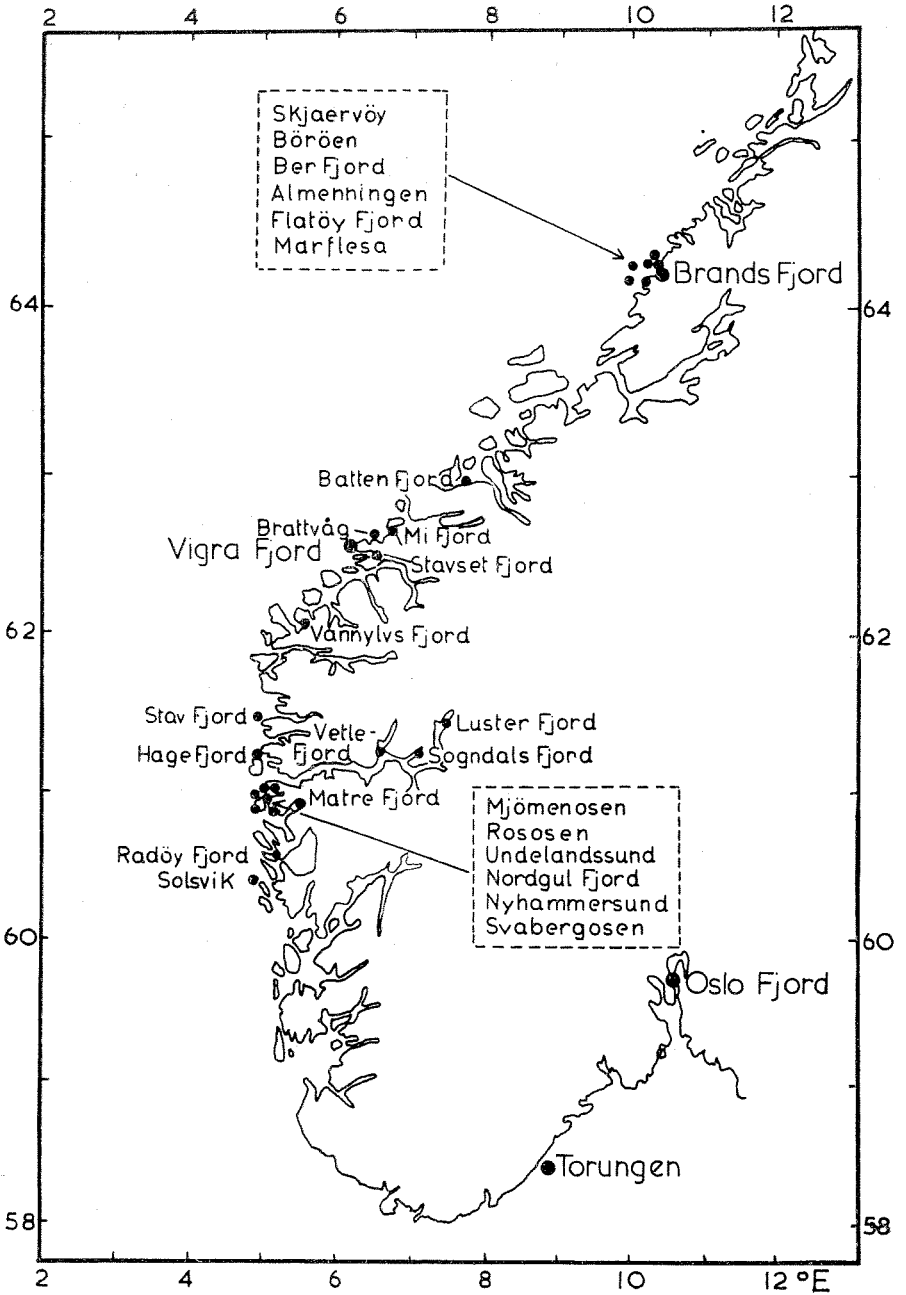 2 4 6 8 10 12
Skjaervöy
Böröen
Ber Fjord
Almenningen
Flatöy Fjord
Marflesa
Brands Fjord
64 64
Batten Fjord
Brattvåg
Mi Fjord
Vigra Fjord
Stavset Fjord
62 62
Vannylvs Fjord
Stav Fjord
Vetle-
Fjord
Luster Fjord
Hage Fjord
Sogndals Fjord
Matre Fjord
Mjömenosen
Rososen
Undelandssund
Nordgul Fjord
Nyhammersund
Svabergosen
Radöy Fjord
Solsvik
60 60
Oslo Fjord
Torungen
58 58
2 4 6 8 10 12 °E